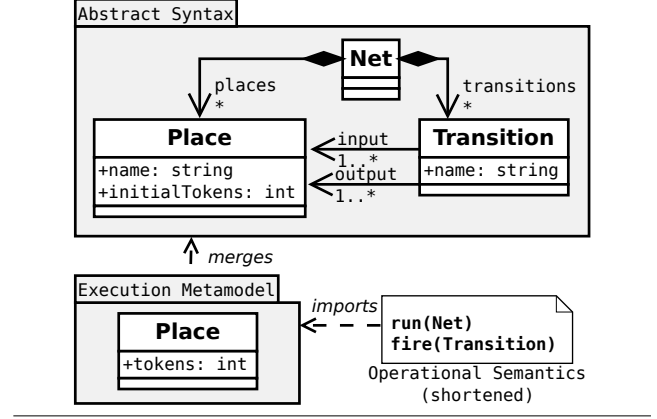 Abstract Syntax
Net
places
*
transitions
*
Place
+name: string
+initialTokens: int
input
1..*
output
1..*
Transition
+name: string
merges
Execution Metamodel
Place
+tokens: int
imports
run(Net)
fire(Transition)
Operational Semantics
(shortened)